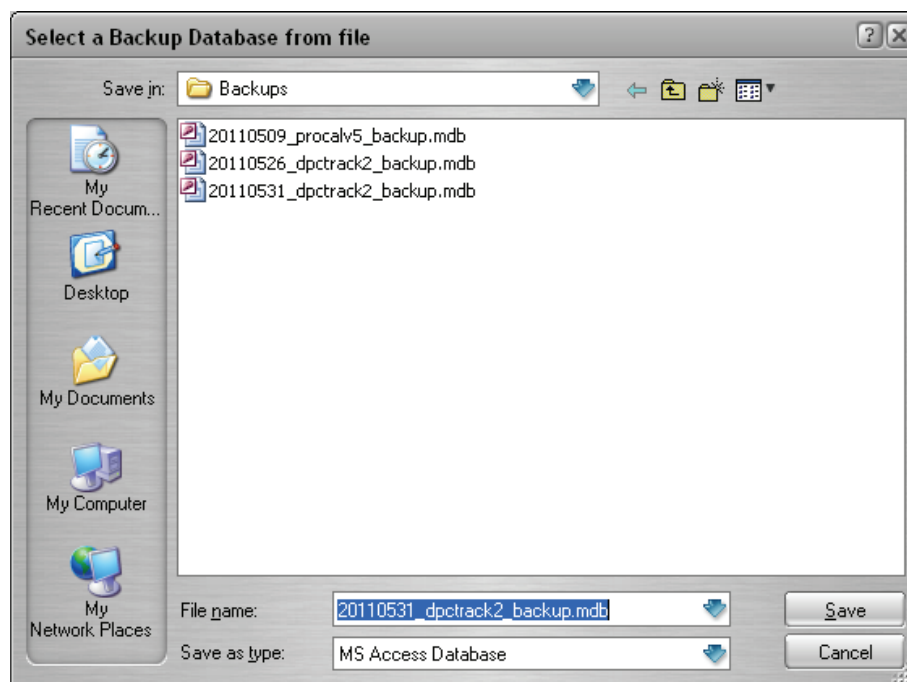 Select a Backup Database from file
Save in: Backups
20110509_procalv5_backup.mdb
20110526_dpctrack2_backup.mdb
20110531_dpctrack2_backup.mdb
My
Recent Docum...
Desktop
My Documents
My Computer
My
Network Places
File name: 20110531_dpctrack2_backup.mdb Save
Save as type: MS Access Database Cancel